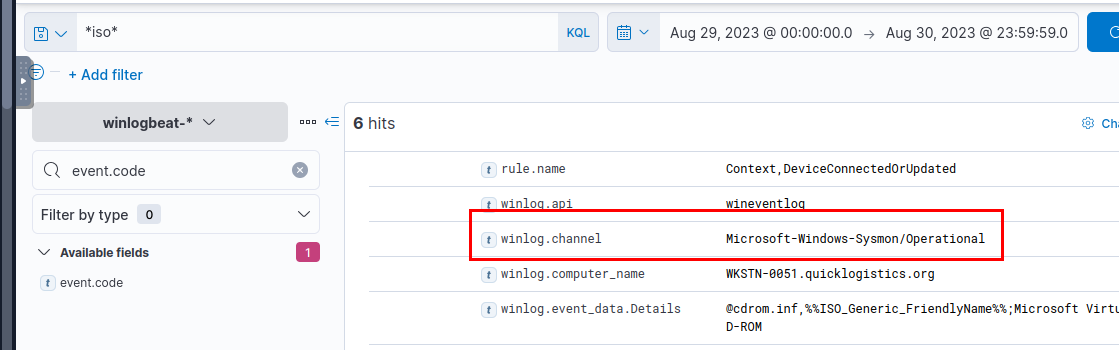 *iso*
KQL
Aug 29, 2023 @ 00:00:00.0 → Aug 30, 2023 @ 23:59:59.0
+ Add filter
winlogbeat-*
6 hits
event.code
Filter by type 0
Available fields 1
t event.code
t rule.name Context,DeviceConnectedOrUpdated
t winlog.api wineventlog
t winlog.channel Microsoft-Windows-Sysmon/Operational
t winlog.computer_name WKSTN-0051.quicklogistics.org
t winlog.event_data.Details @cdrom.inf,%%ISO_Generic_FriendlyName%%;Microsoft Virtu
D-ROM